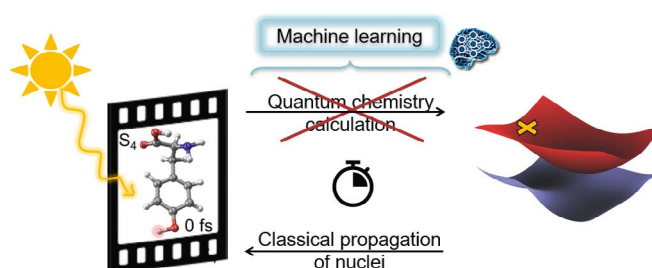 Machine learning
Quantum chemistry
calculation
S4
0 fs
Classical propagation
of nuclei